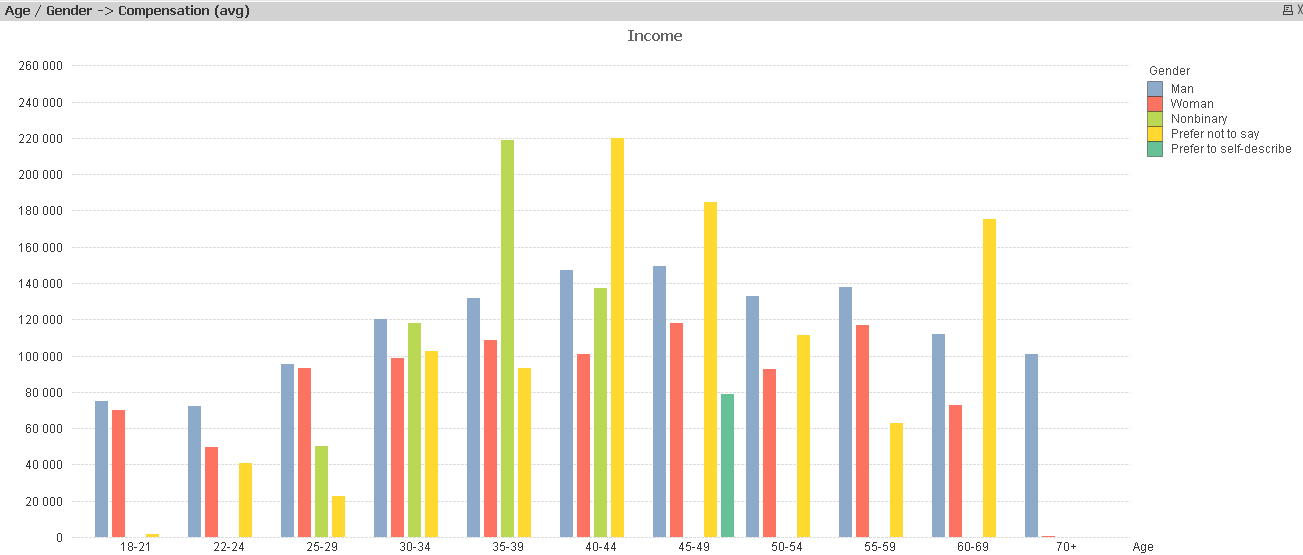 Age / Gender -> Compensation (avg)
Income
260 000
240 000
220 000
200 000
180 000
160 000
140 000
120 000
100 000
80 000
60 000
40 000
20 000
0
18-21 22-24 25-29 30-34 35-39 40-44 45-49 50-54 55-59 60-69 70+ Age
Gender
Man
Woman
Nonbinary
Prefer not to say
Prefer to self-describe